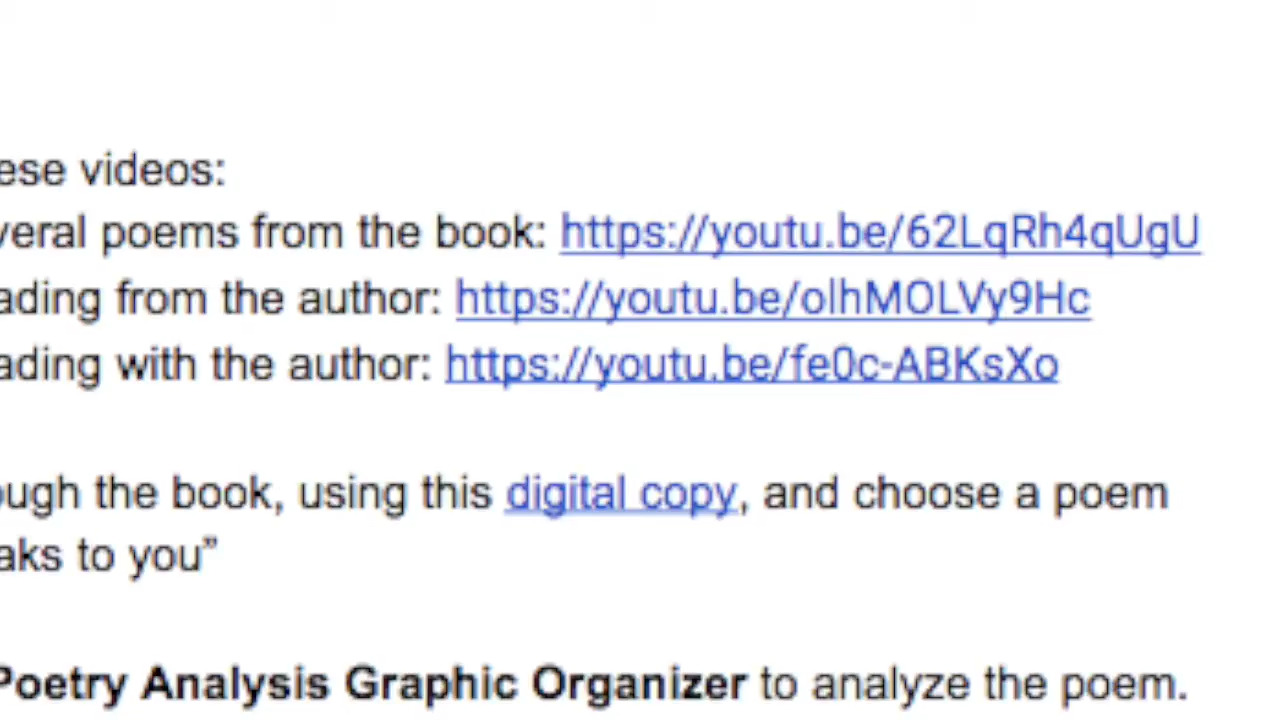 ese videos:
veral poems from the book: https://youtu.be/62LqRh4qUgU
ading from the author: https://youtu.be/olhMOLVy9Hc
ading with the author: https://youtu.be/fe0c-ABKsXo
ough the book, using this digital copy, and choose a poem
aks to you”
Poetry Analysis Graphic Organizer to analyze the poem.